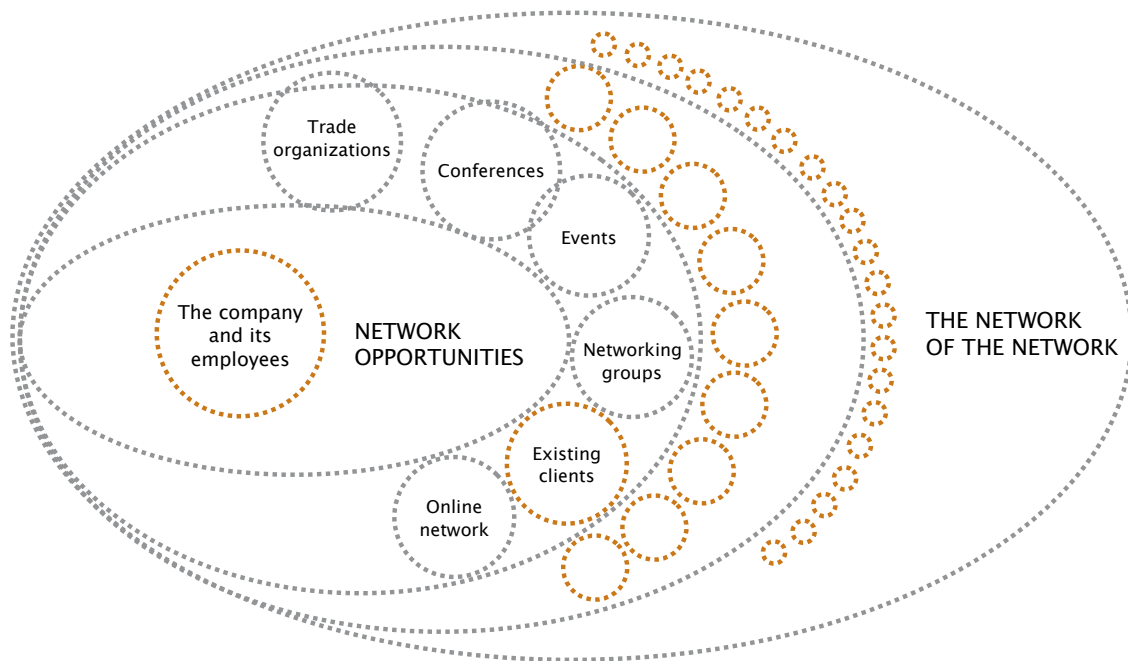 Trade
organizations
Conferences
Events
The company
and its
employees
NETWORK
OPPORTUNITIES
Networking
groups
THE NETWORK
OF THE NETWORK
Existing
clients
Online
network